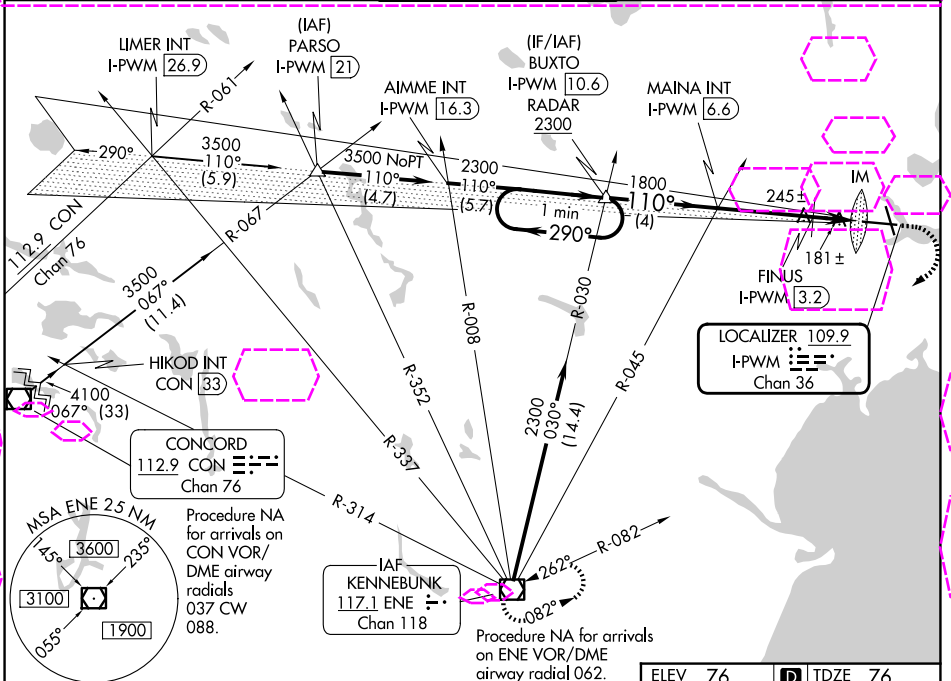 LIMER INT
I-PWM 26.9
(IAF)
PARSO
I-PWM 21
AIMME INT
I-PWM 16.3
(IF/IAF)
BUXTO
I-PWM 10.6
RADAR
2300
MAINA INT
I-PWM 6.6
R-061
290°
3500
110°
(5.9)
3500 NoPT
110°
(4.7)
2300
110°
(5.7)
1800
110°
(4)
1 min
290°
245±
IM
181±
FINUS
I-PWM 3.2
112.9 CON
Chan 76
R-067
3500
067°
(11.4)
R-008
R-030
R-045
R-352
R-337
LOCALIZER 109.9
I-PWM
Chan 36
HIKOD INT
CON 33
4100
067° (33)
2300
030°
(14.4)
CONCORD
112.9 CON
Chan 76
R-314
MSA ENE 25 NM
145°
3600
235°
3100
1900
055°
Procedure NA
for arrivals on
CON VOR/
DME airway
radials
037 CW
088.
IAF
KENNEBUNK
117.1 ENE
Chan 118
262°
R-082
082°
Procedure NA for arrivals
on ENE VOR/DME
airway radial 062.
ELEV 76
D
TDZE 76